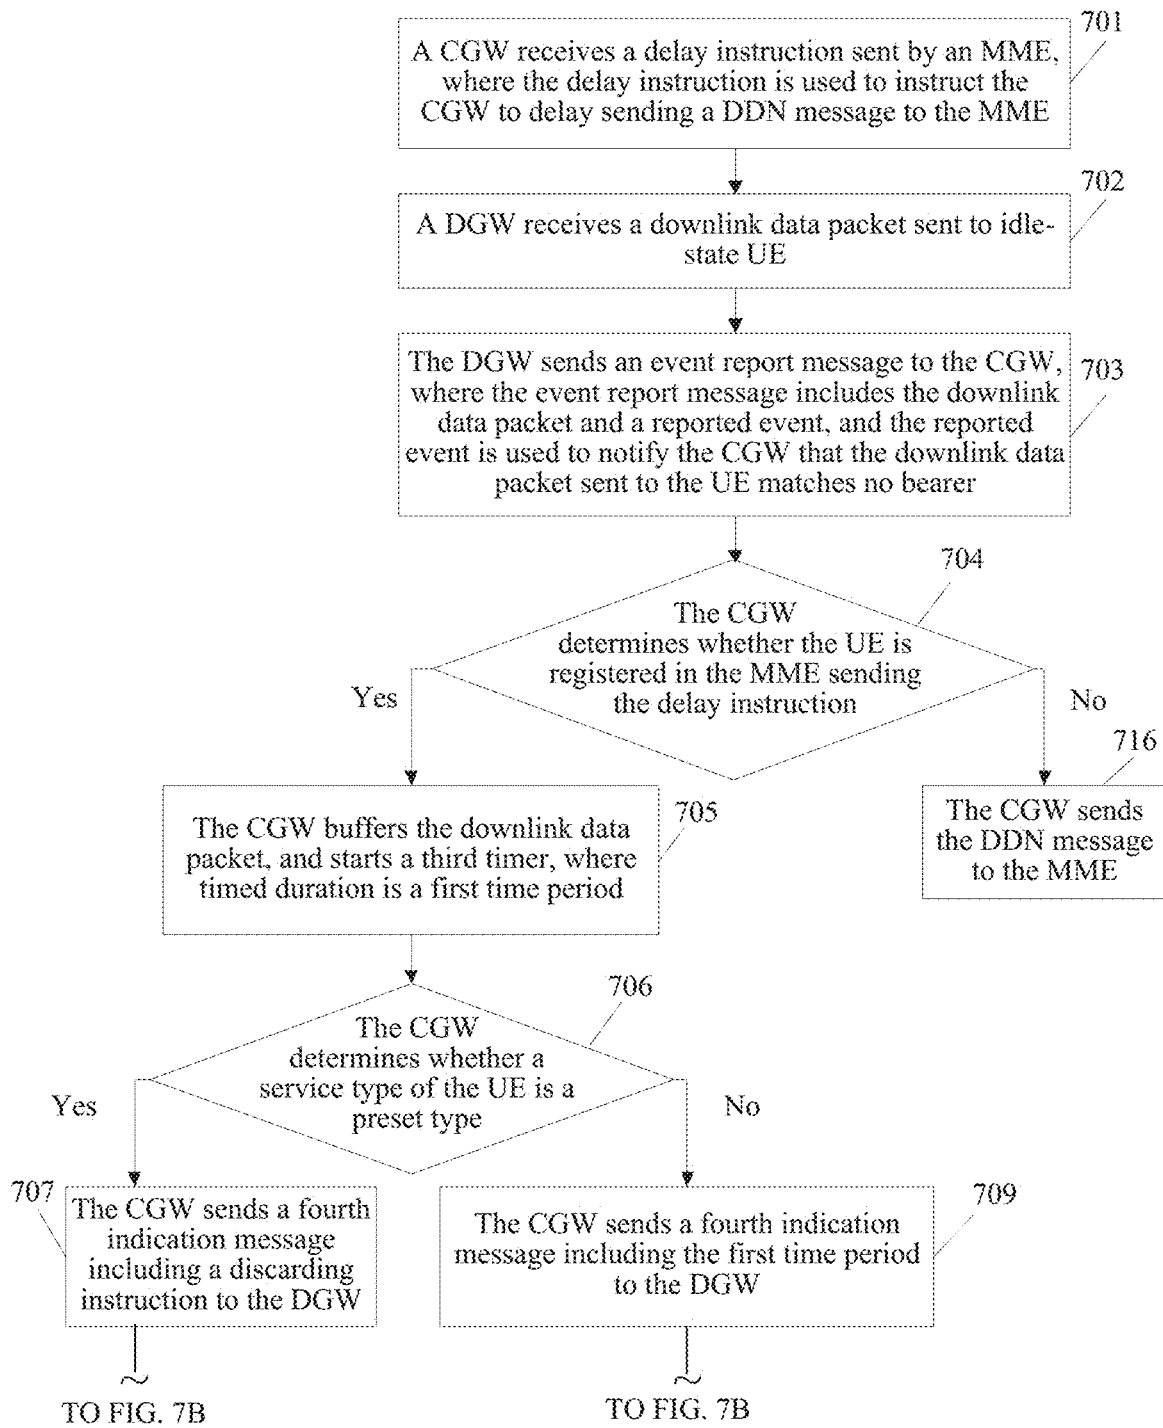 701
A CGW receives a delay instruction sent by an MME,
where the delay instruction is used to instruct the
CGW to delay sending a DDN message to the MME
702
A DGW receives a downlink data packet sent to idle-
state UE
703
The DGW sends an event report message to the CGW,
where the event report message includes the downlink
data packet and a reported event, and the reported
event is used to notify the CGW that the downlink data
packet sent to the UE matches no bearer
704
The CGW
determines whether the UE is
registered in the MME sending
the delay instruction
Yes
No
716
The CGW sends
the DDN message
to the MME
705
The CGW buffers the downlink data
packet, and starts a third timer, where
timed duration is a first time period
706
The CGW
determines whether a
service type of the UE is a
preset type
Yes
No
707
The CGW sends a fourth
indication message
including a discarding
instruction to the DGW
709
The CGW sends a fourth indication
message including the first time period
to the DGW
TO FIG. 7B
TO FIG. 7B